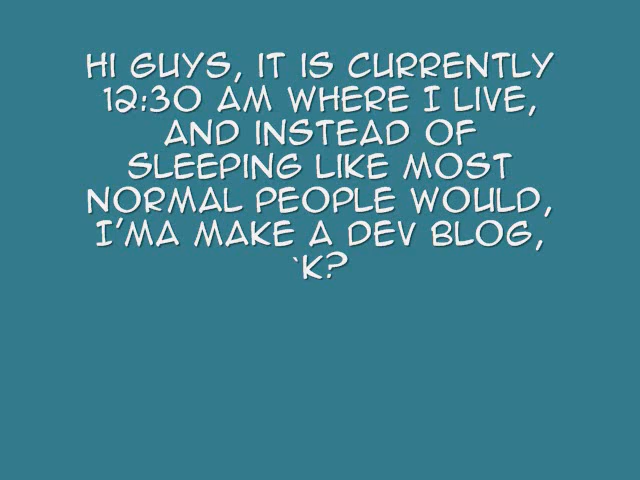 HI GUYS, IT IS CURRENTLY
12:30 AM WHERE I LIVE,
AND INSTEAD OF
SLEEPING LIKE MOST
NORMAL PEOPLE WOULD,
I'MA MAKE A DEV BLOG,
`K?